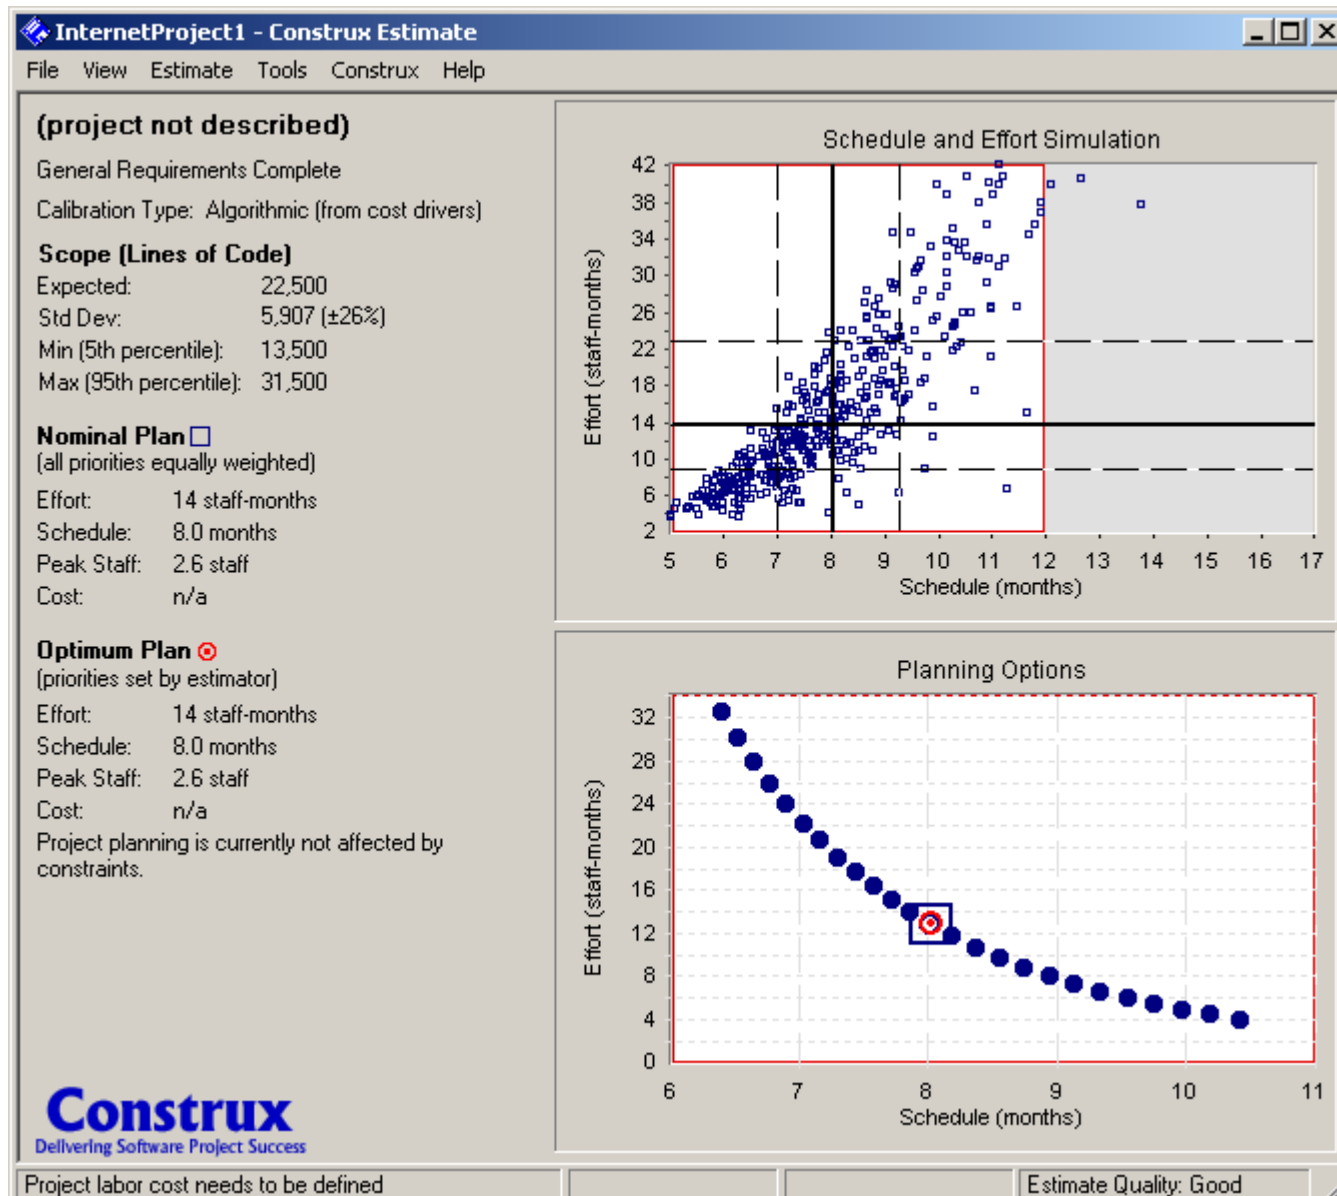 InternetProject1 - Construx Estimate
File View Estimate Tools Construx Help
(project not described)
General Requirements Complete
Calibration Type: Algorithmic (from cost drivers)
Scope (Lines of Code)
Expected: 22,500
Std Dev: 5,907 (±26%)
Min (5th percentile): 13,500
Max (95th percentile): 31,500
Nominal Plan
(all priorities equally weighted)
Effort: 14 staff-months
Schedule: 8.0 months
Peak Staff: 2.6 staff
Cost: n/a
Optimum Plan
(priorities set by estimator)
Effort: 14 staff-months
Schedule: 8.0 months
Peak Staff: 2.6 staff
Cost: n/a
Project planning is currently not affected by
constraints.
Construx
Delivering Software Project Success
Schedule and Effort Simulation
Effort (staff-months)
42
38
34
30
26
22
18
14
10
6
2
5 6 7 8 9 10 11 12 13 14 15 16 17
Schedule (months)
Planning Options
Effort (staff-months)
32
28
24
20
16
12
8
4
0
6 7 8 9 10 11
Schedule (months)
Project labor cost needs to be defined
Estimate Quality: Good